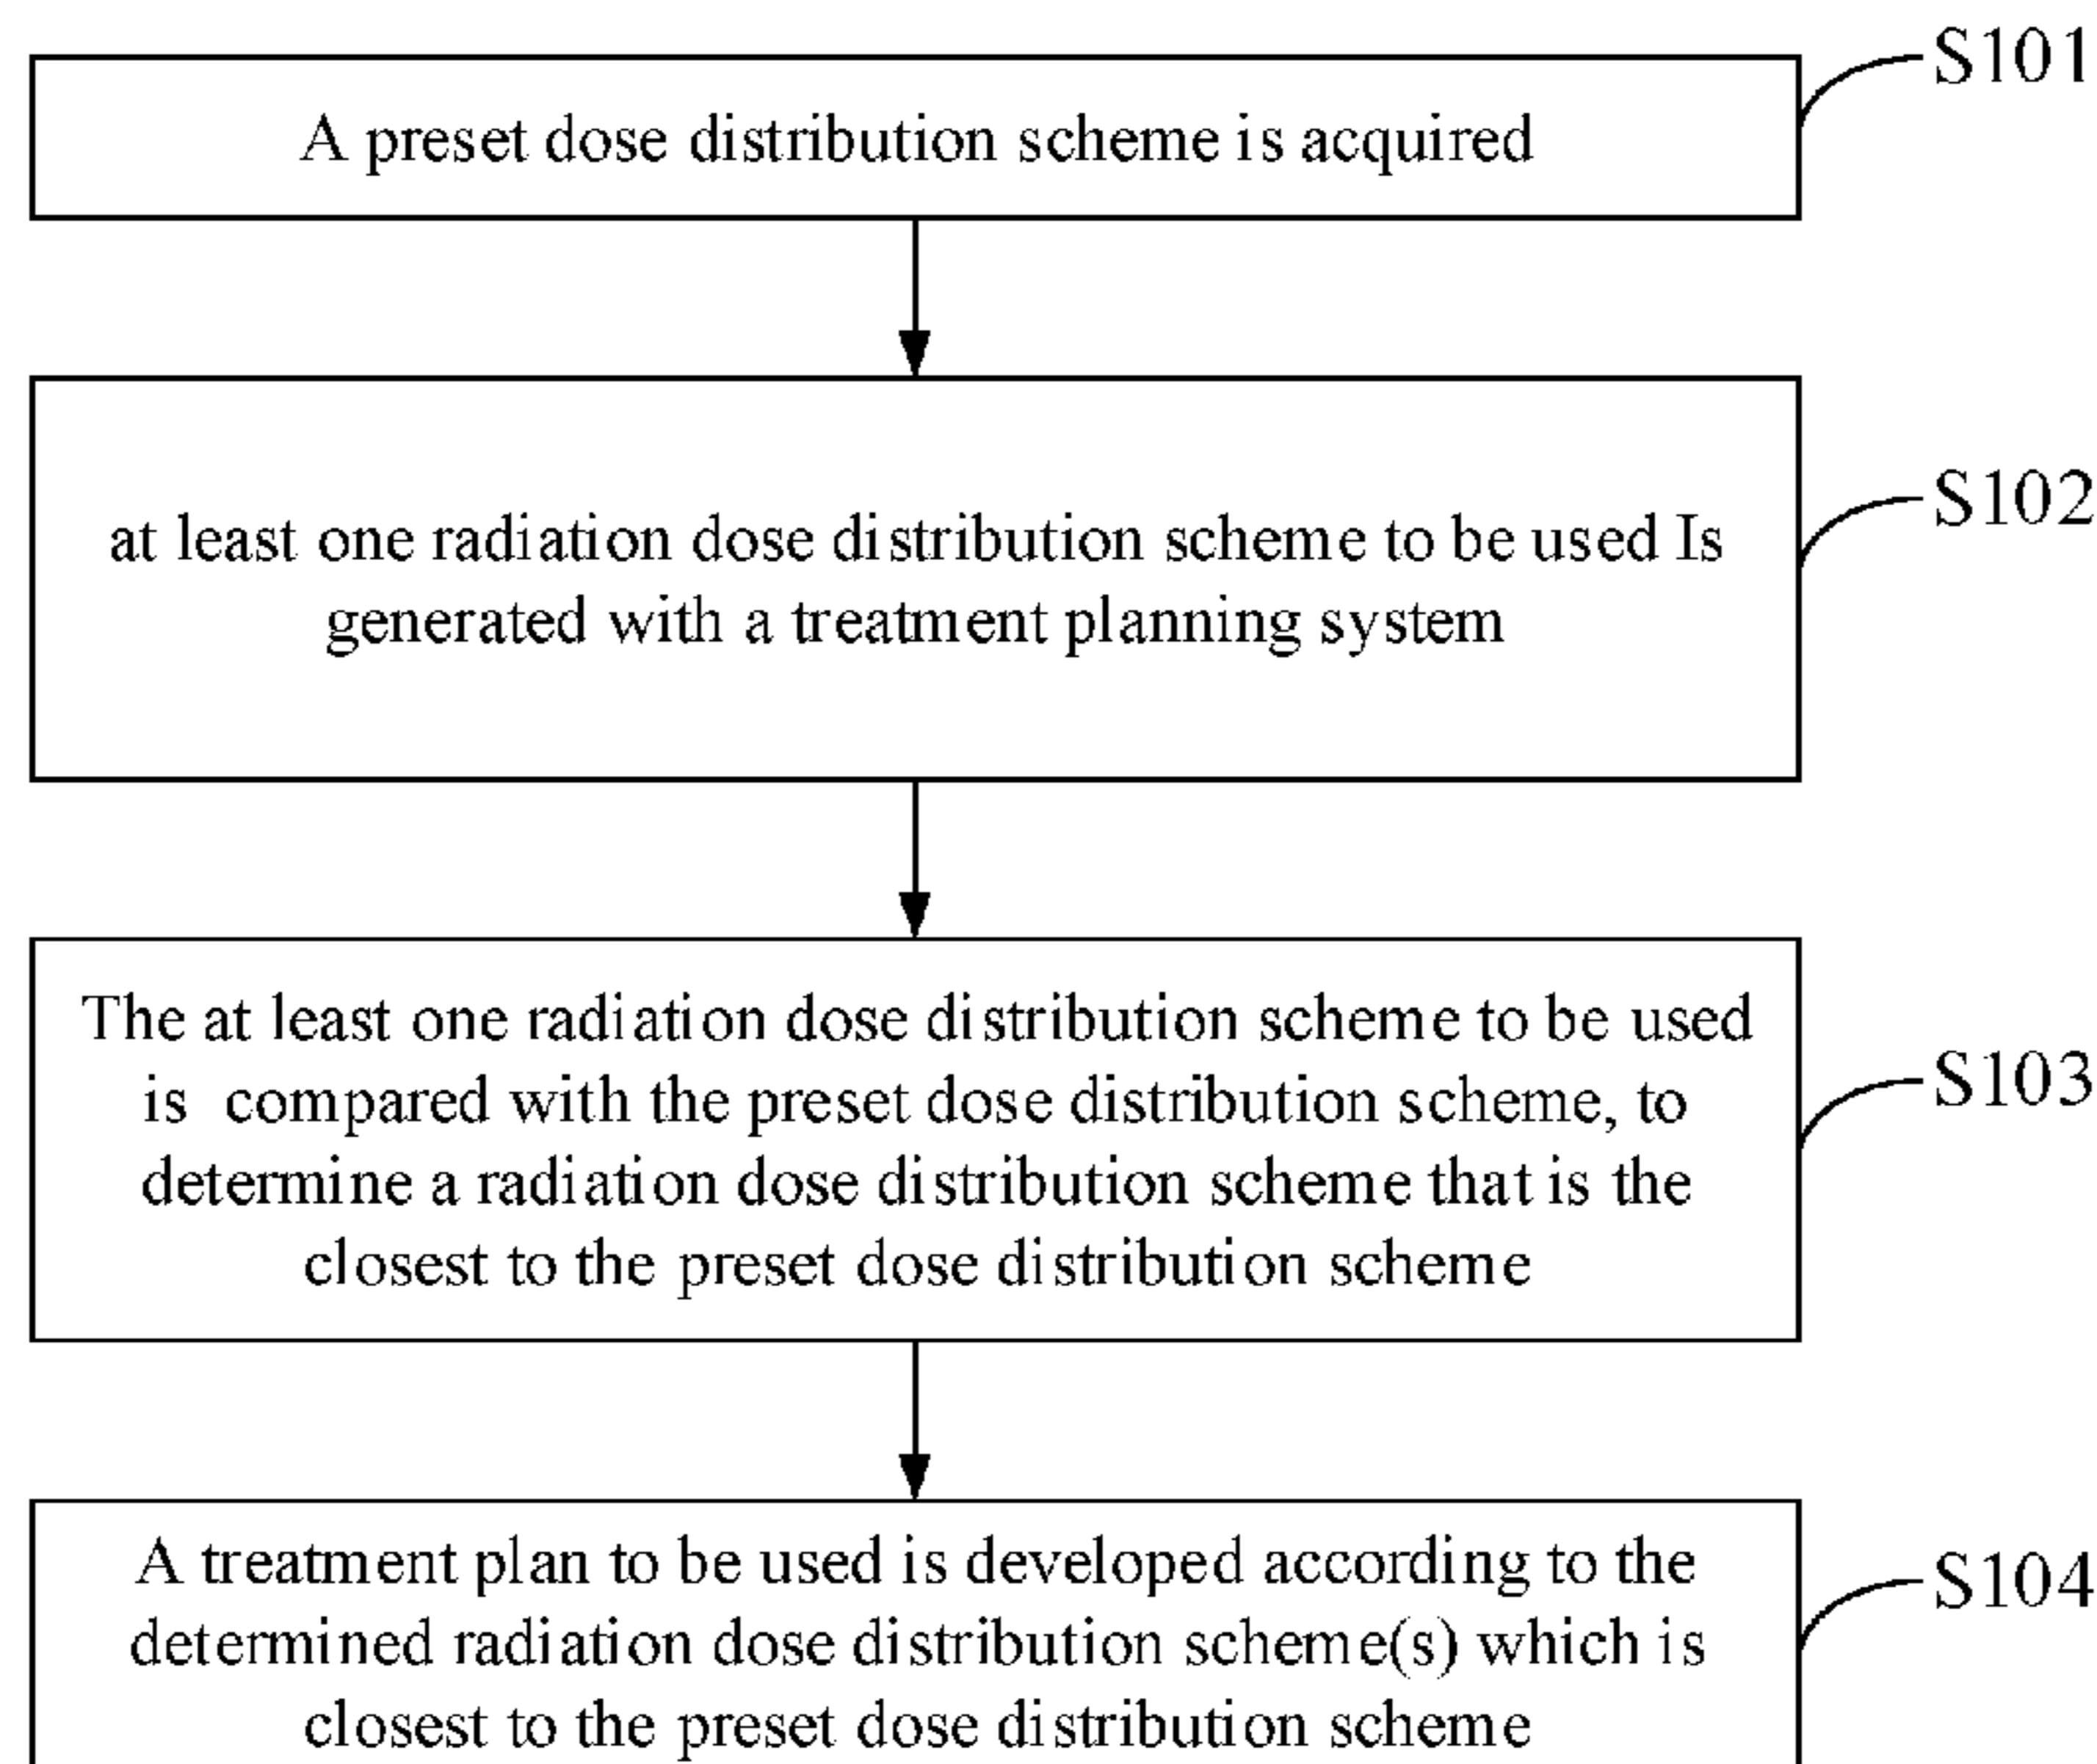 S101
A preset dose distribution scheme is acquired
S102
at least one radiation dose distribution scheme to be used Is
generated with a treatment planning system
The at least one radiation dose distribution scheme to be used
is compared with the preset dose distribution scheme, to
S103
determine a radiation dose distribution scheme that is the
closest to the preset dose distribution scheme
A treatment plan to be used is developed according to the
S104
determined radiation dose distribution scheme(s) which is
closest to the preset dose distribution scheme